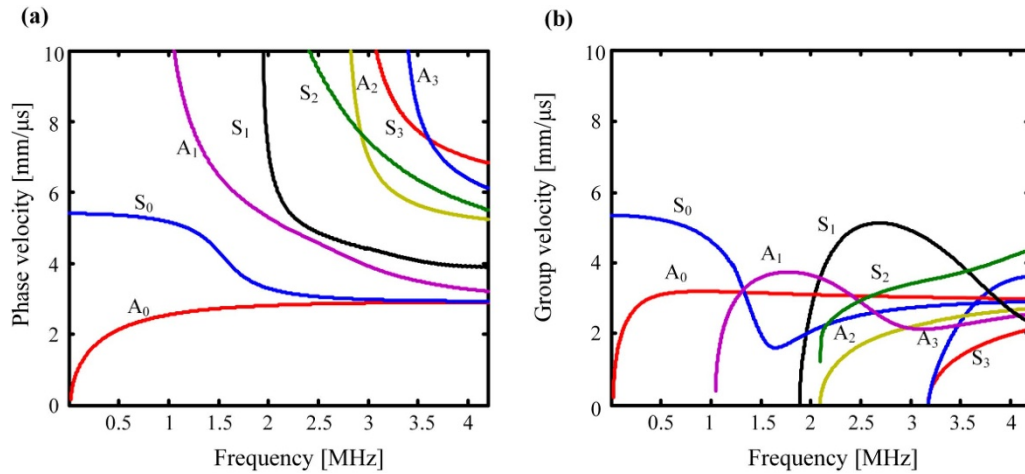 (a)
10
8
6
4
2
0
0.5 1 1.5 2 2.5 3 3.5 4
Phase velocity [mm/μs]
Frequency [MHz]
S0
A0
A1
S1
S2
A2
S3
A3
(b)
10
8
6
4
2
0
0.5 1 1.5 2 2.5 3 3.5 4
Group velocity [mm/μs]
Frequency [MHz]
S0
A0
A1
S1
S2
A2
A3
S3